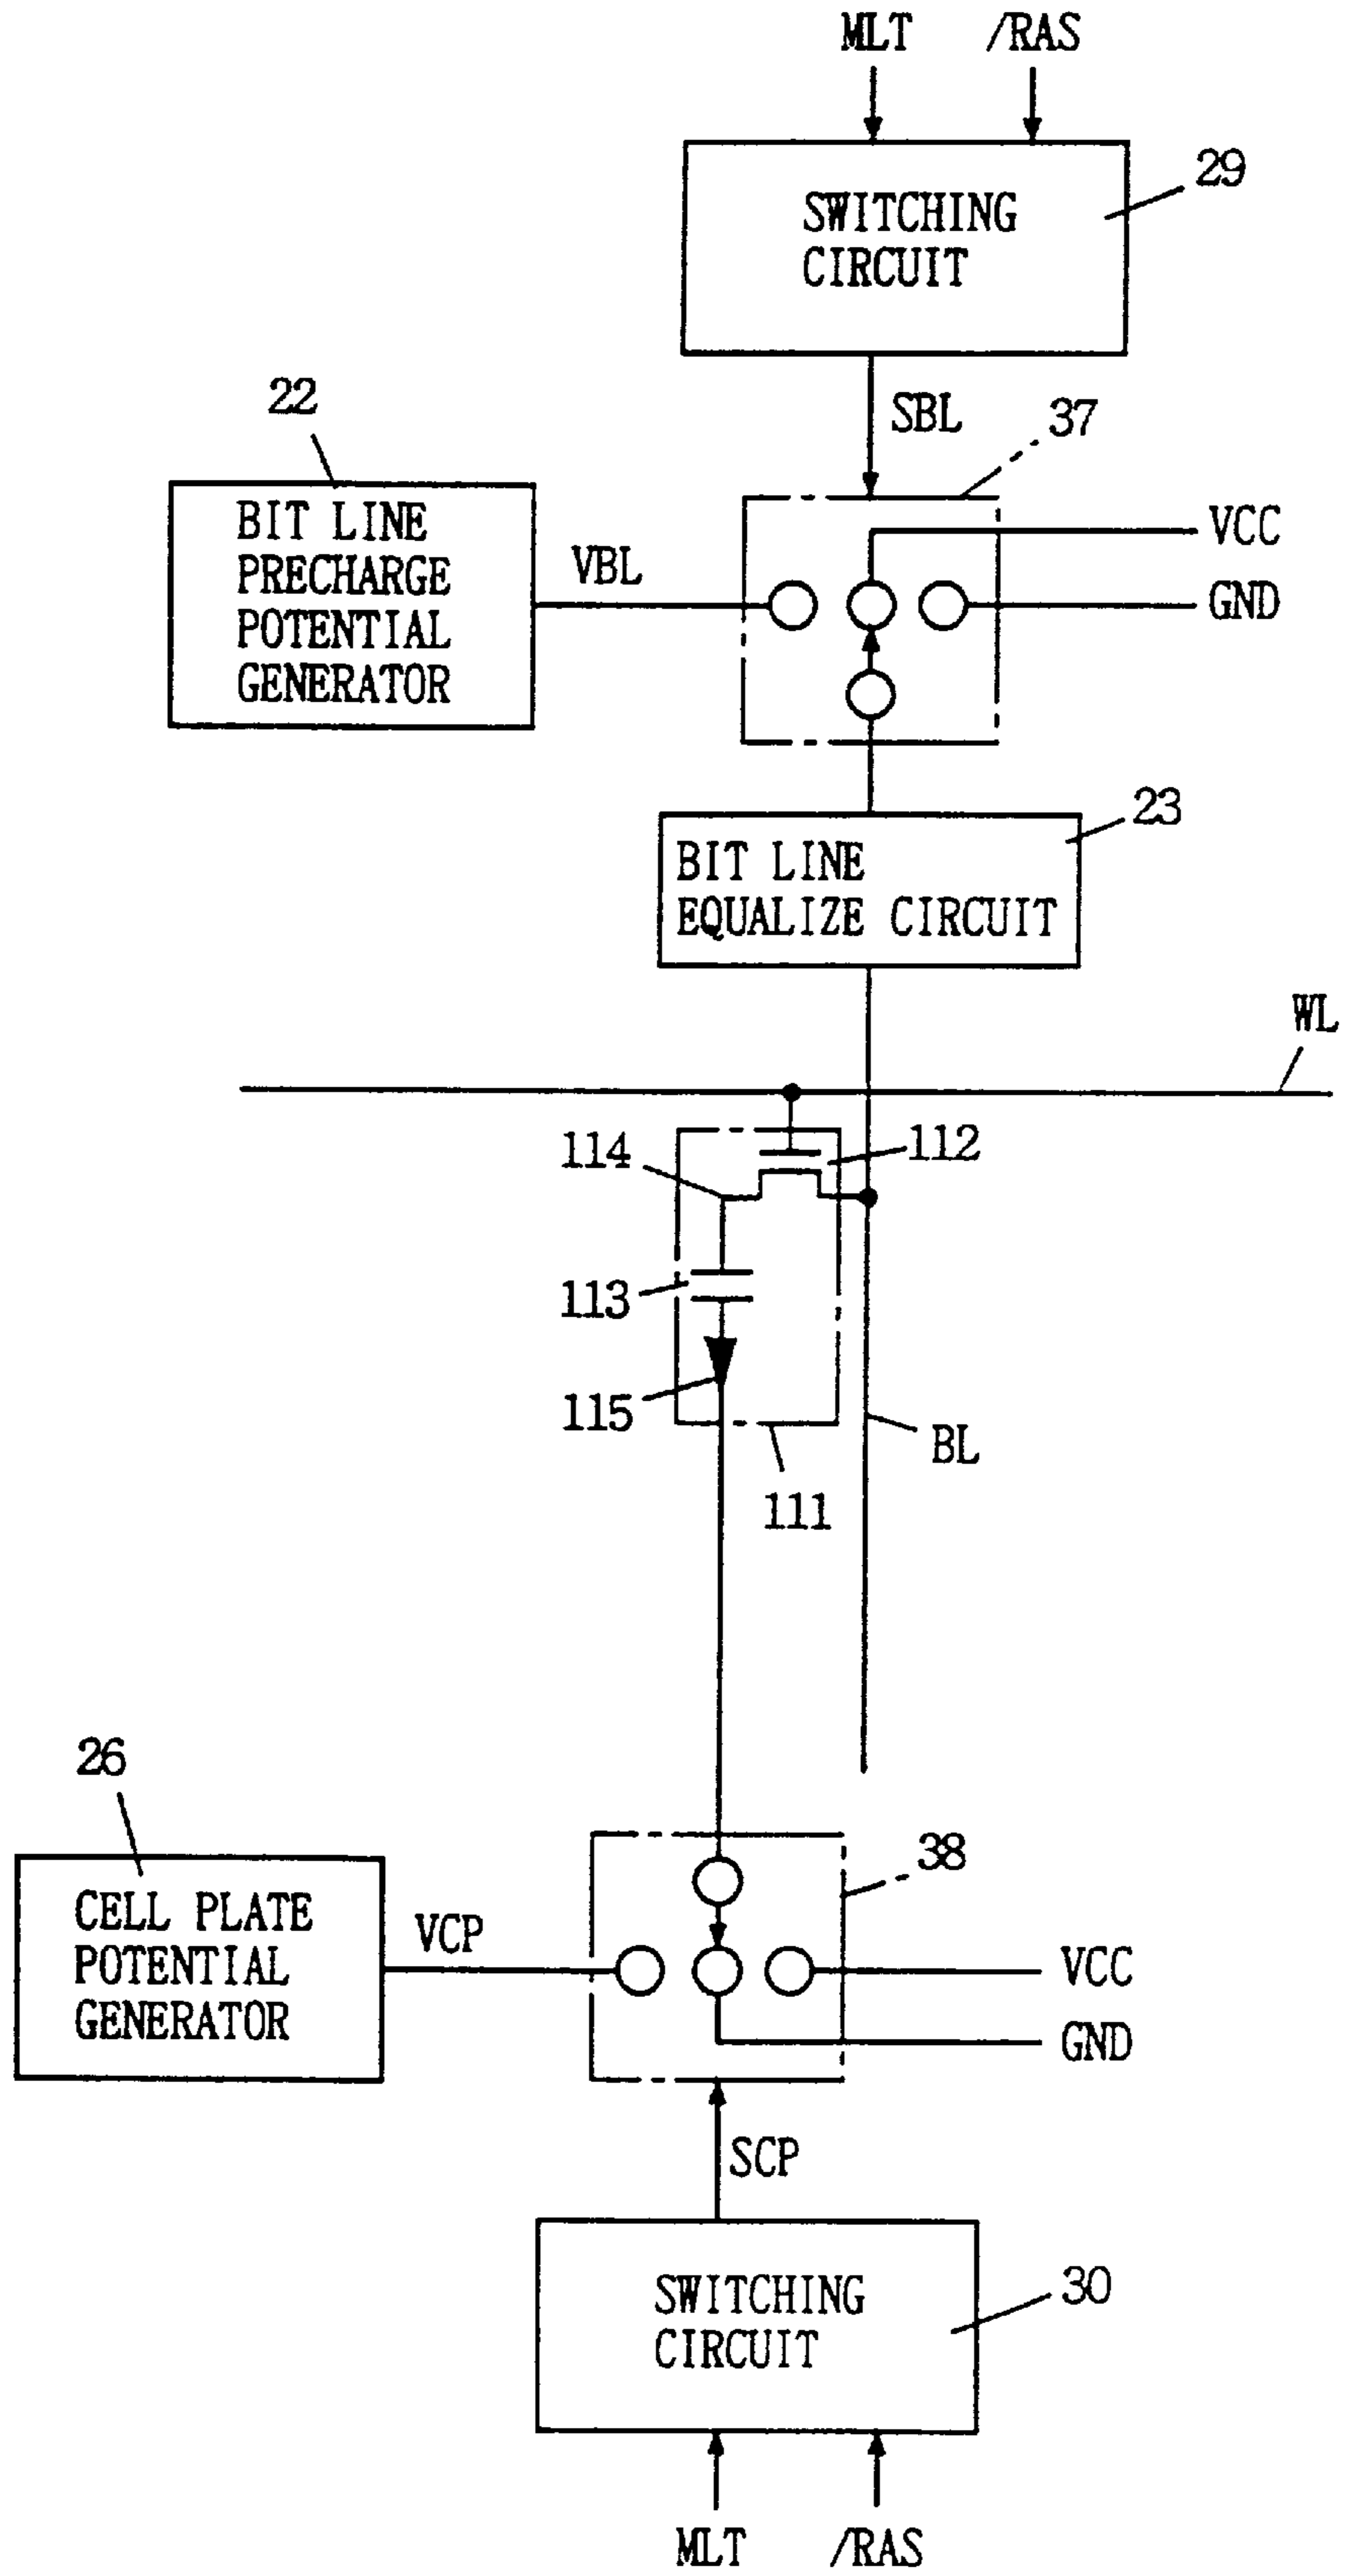 MLT /RAS
29
SWITCHING
CIRCUIT
22
SBL
37
BIT LINE
PRECHARGE
POTENTIAL
GENERATOR
VBL
VCC
GND
23
BIT LINE
EQUALIZE CIRCUIT
WL
114
112
113
115
BL
111
26
38
CELL PLATE
POTENTIAL
GENERATOR
VCP
VCC
GND
SCP
30
SWITCHING
CIRCUIT
MLT /RAS